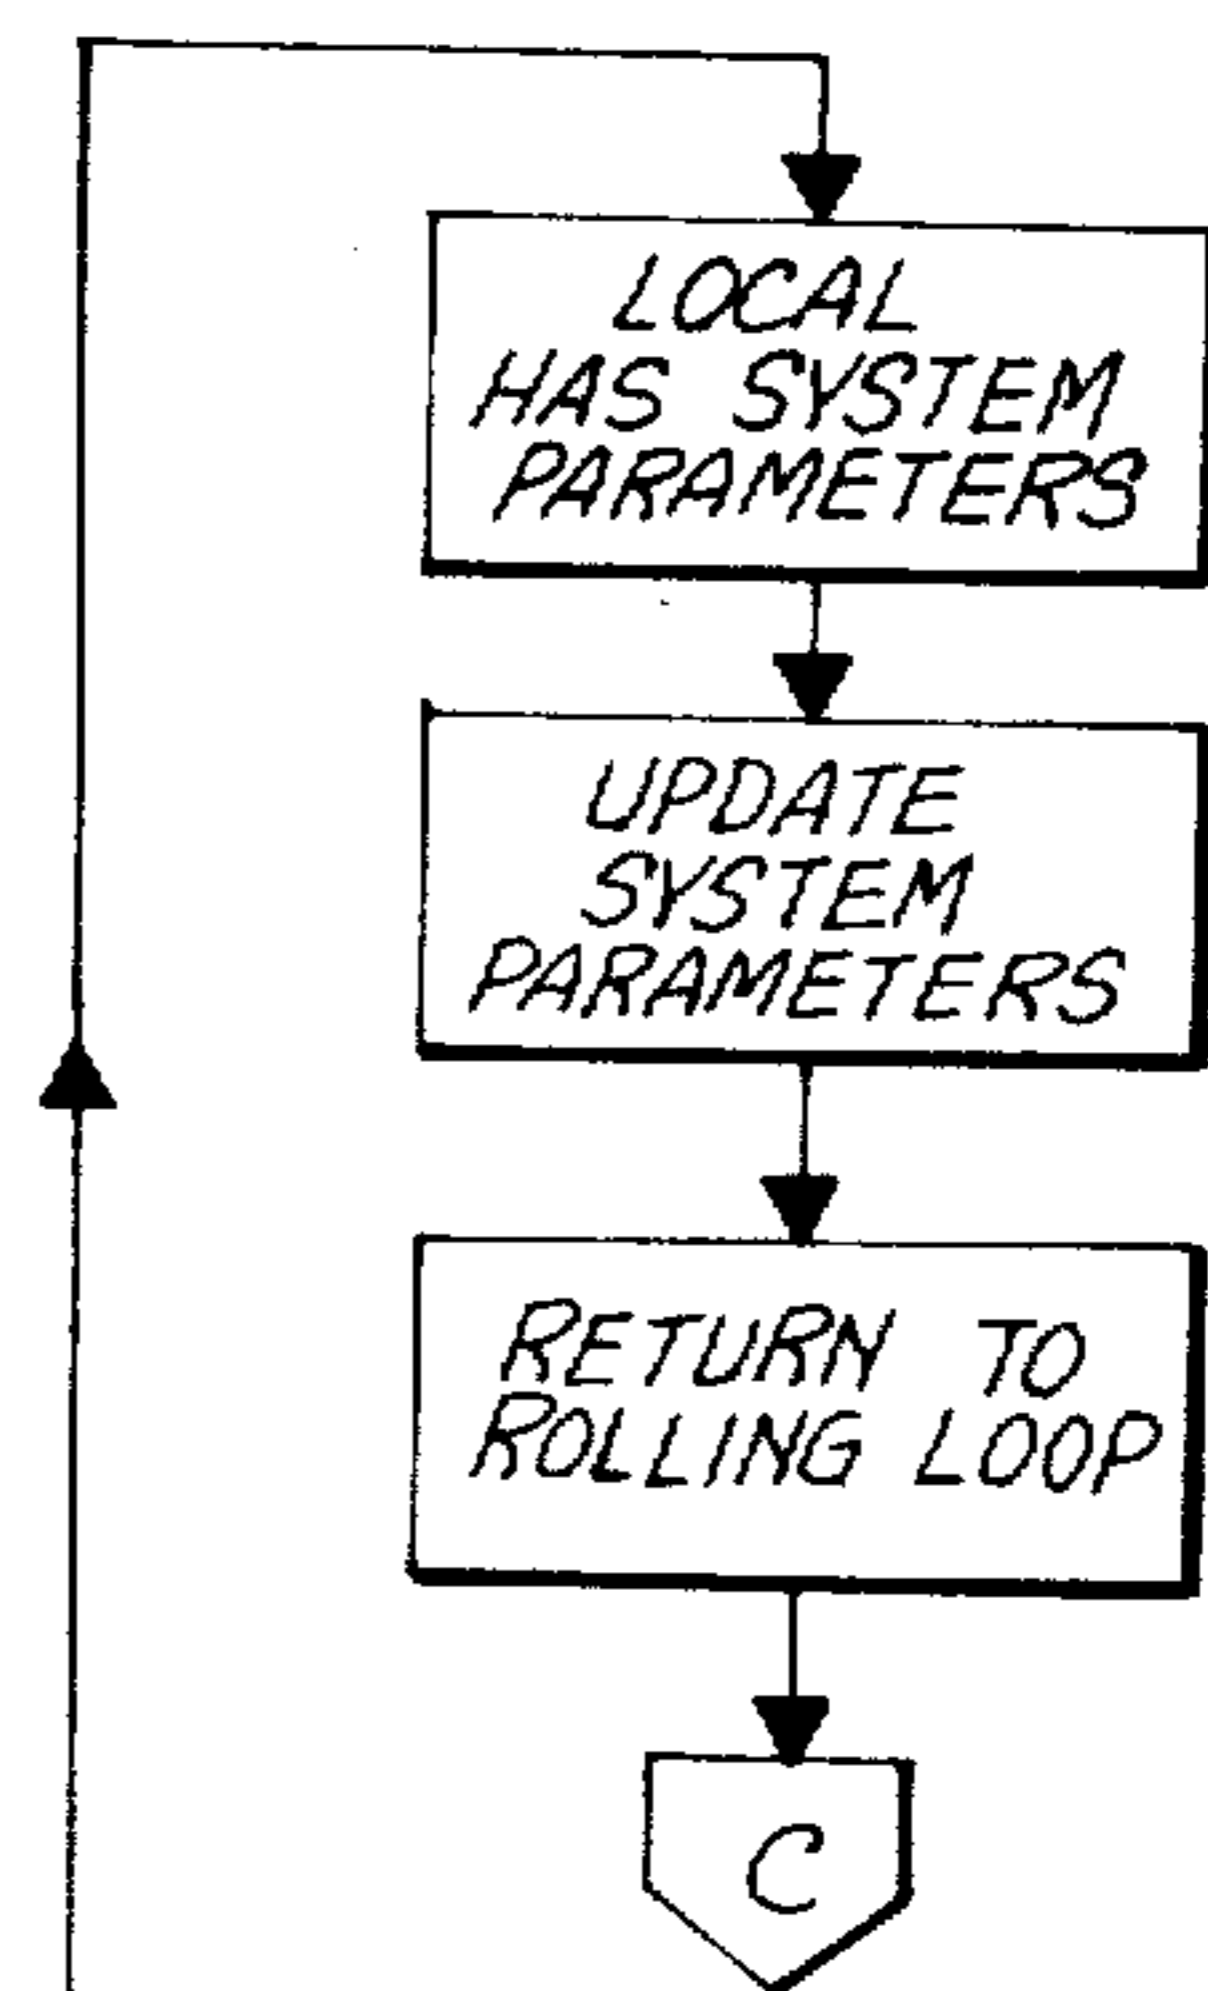 LOCAL
HAS SYSTEM
PARAMETERS
UPDATE
SYSTEM
PARAMETERS
RETURN TO
ROLLING LOOP
C